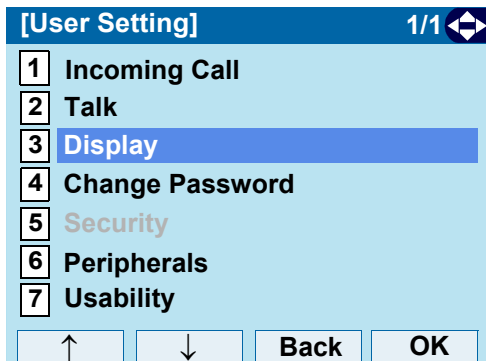 [User Setting] 1/1
1 Incoming Call
2 Talk
3 Display
4 Change Password
5 Security
6 Peripherals
7 Usability
↑ ↓ Back OK